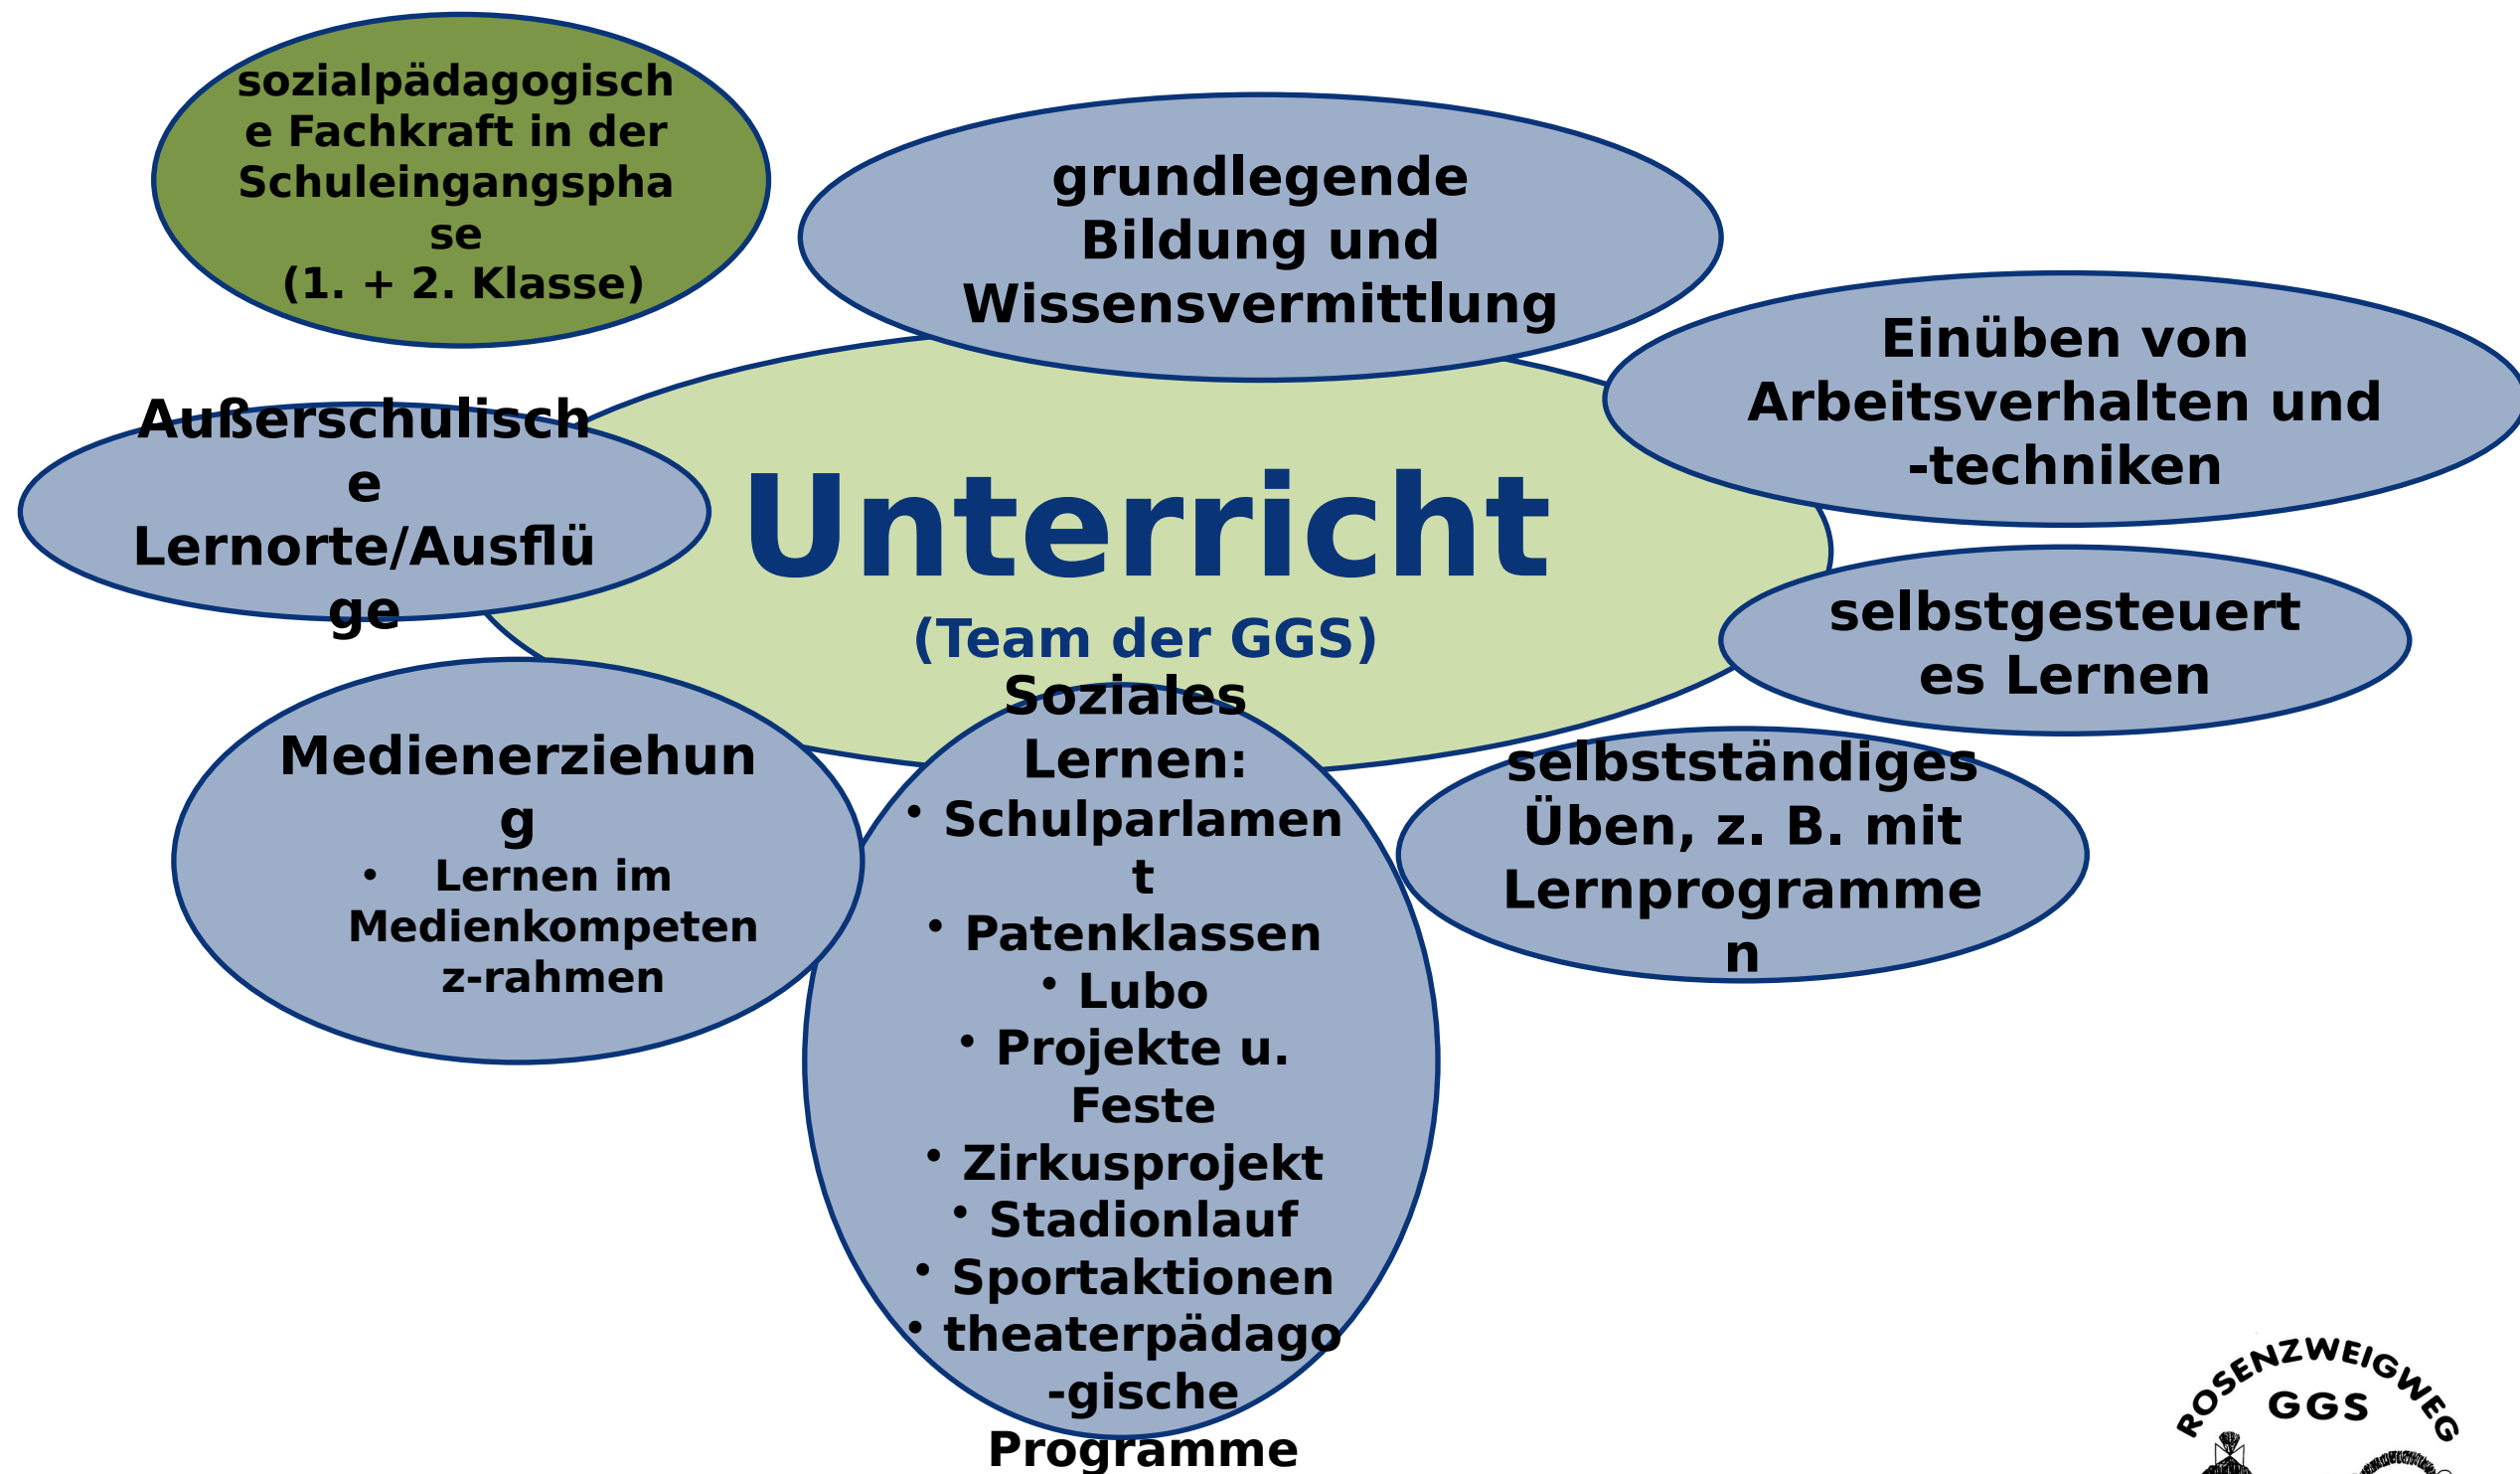 sozialpädagogisch
e Fachkraft in der
Schuleingangspha
se
(1. + 2. Klasse)
grundlegende
Bildung und
Wissensvermittlung
Einüben von
Arbeitsverhalten und
-techniken
Außerschulisch
e
Lernorte/Ausflü
ge
Unterricht
(Team der GGS)
selbstgesteuert
es Lernen
Medienerziehun
g
• Lernen im
Medienkompeten
z-rahmen
Soziales
Lernen:
• Schulparlamen
t
• Patenklassen
• Lubo
• Projekte u.
Feste
• Zirkusprojekt
• Stadionlauf
• Sportaktionen
• theaterpädago
-gische
Programme
selbstständiges
Üben, z. B. mit
Lernprogramme
n
ROSENZWEIGWEG
GGS